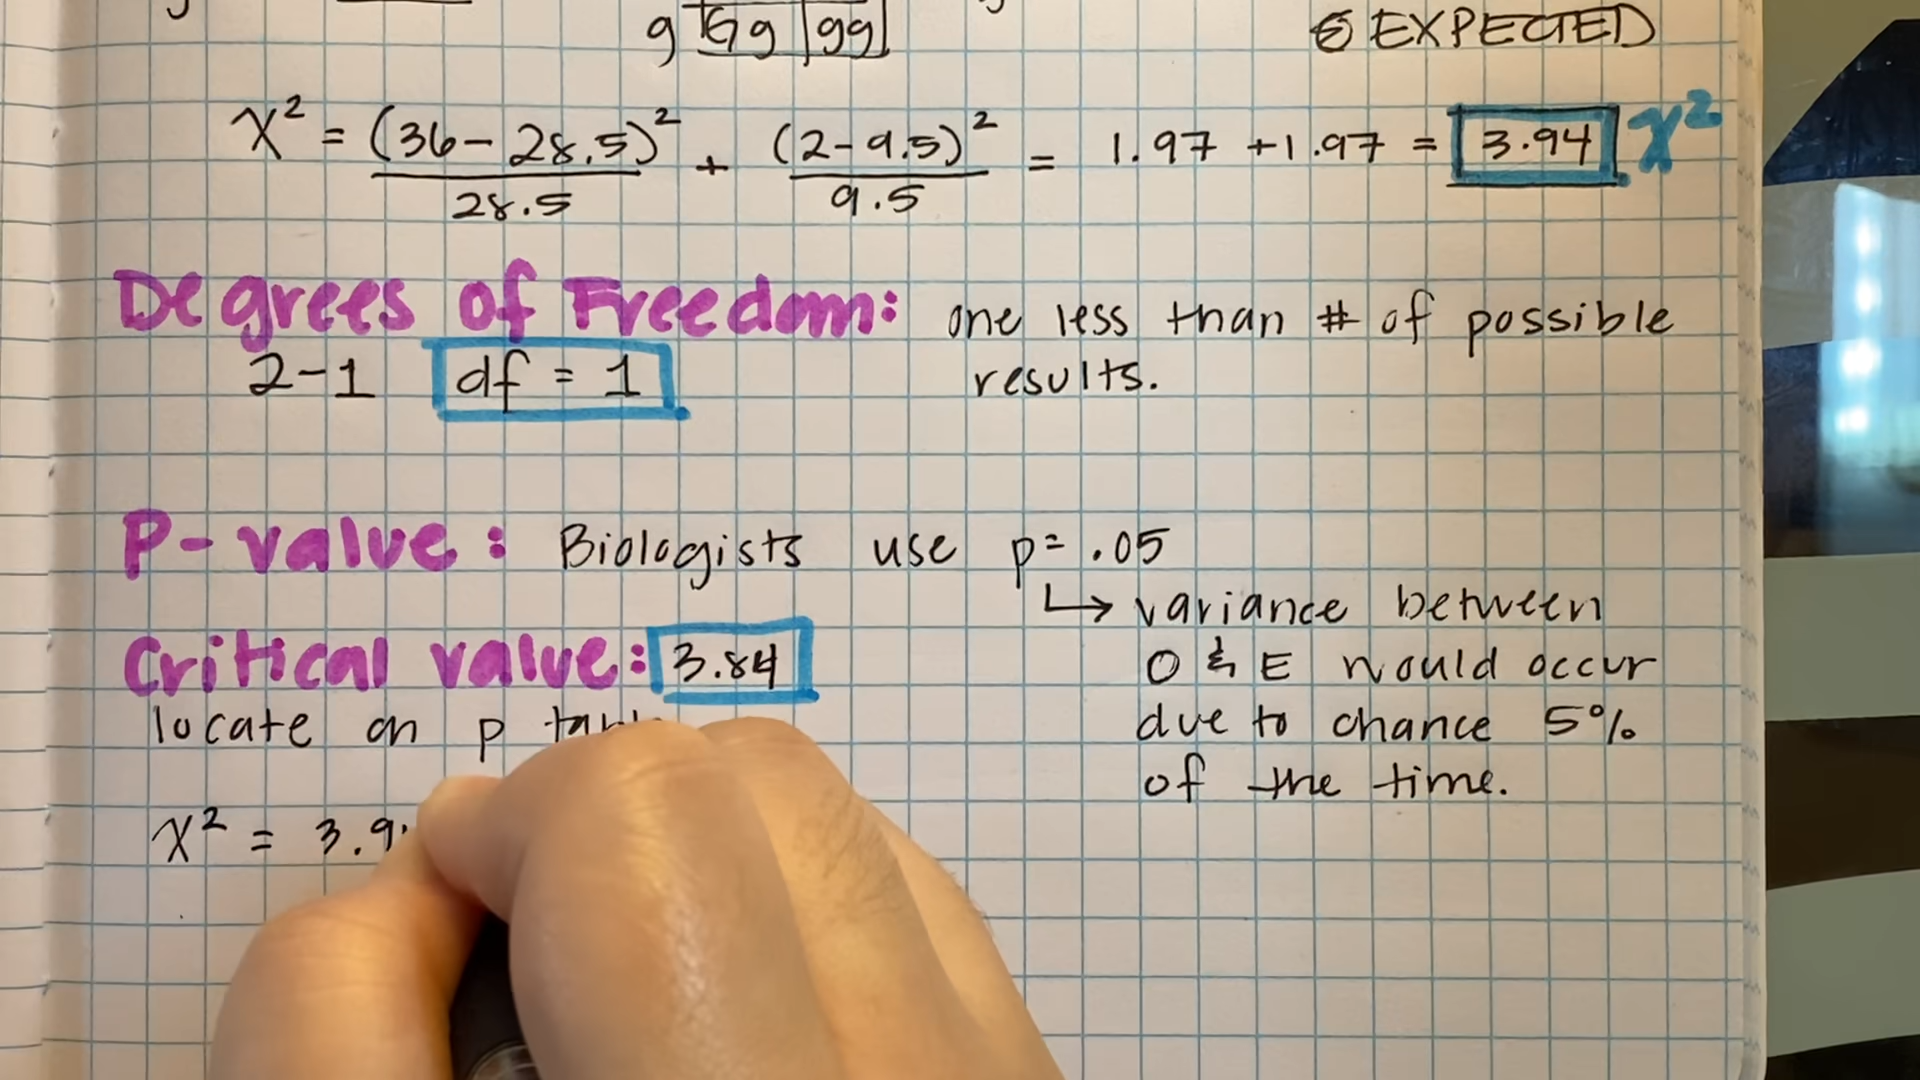 g Gg gg
EXPECTED
χ² = (36-28.5)²/28.5 + (2-9.5)²/9.5 = 1.97 + 1.97 = 3.94 χ²
Degrees of Freedom: one less than # of possible
2-1 df = 1 results.
P-value: Biologists use p= .05
↳ variance between
Critical value: 3.84 O & E would occur
locate on p due to chance 5%
of the time.
χ² = 3.9